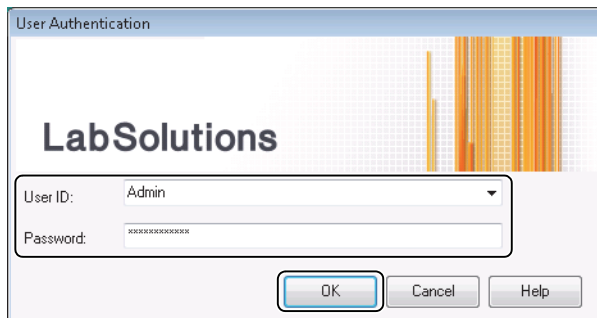 User Authentication
LabSolutions
User ID: Admin
Password: ************
OK Cancel Help